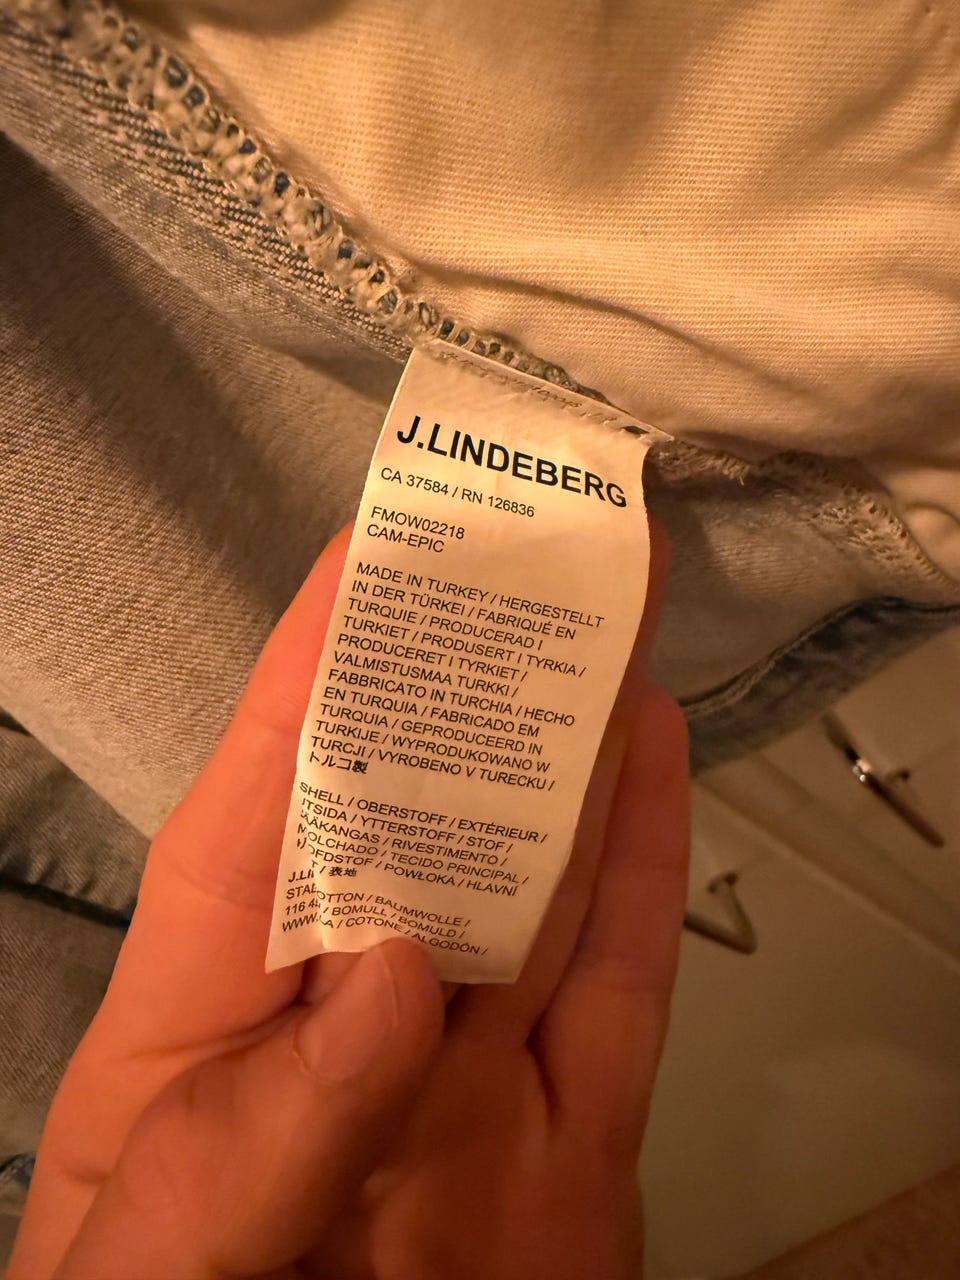 J.LINDEBERG
CA 37584 / RN 126836
FMOW02218
CAM-EPIC
MADE IN TURKEY / HERGESTELLT
IN DER TÜRKEI / FABRIQUÉ EN
TURQUIE / PRODUCERAD I
TURKIET / PRODUSERT I TYRKIA /
PRODUCERET I TYRKIET /
VALMISTUSMAA TURKKI /
FABBRICATO IN TURCHIA / HECHO
EN TURQUIA / FABRICADO EM
TURQUIA / GEPRODUCEERD IN
TURKIJE / WYPRODUKOWANO W
TURCJI / VYROBENO V TURECKU /
トルコ製
SHELL / OBERSTOFF / EXTÉRIEUR /
/ YTTERSTOFF / STOF /
/ RIVESTIMENTO /
/ TECIDO PRINCIPAL /
/ POWŁOKA / HLAVNÍ
/ 表地
/ BAUMWOLLE /
116 / BOMULL / BOMULD /
/ COTONE / ALGODÓN /